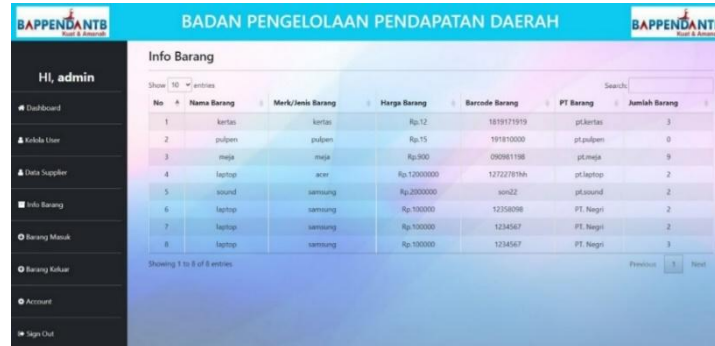 BAPPENDANTB
Kuat & Amanah
BADAN PENGELOLAAN PENDAPATAN DAERAH
BAPPENDANT
Kuat & Amanah
HI, admin
Dashboard
Kelola User
Data Supplier
Info Barang
Barang Masuk
Barang Keluar
Account
Sign Out
Info Barang
Show 10 entries
Search:
No Nama Barang Merk/Jenis Barang Harga Barang Barcode Barang PT Barang Jumlah Barang
1 kertas kertas Rp.12 1819171919 pt.kertas 3
2 pulpen pulpen Rp.15 191810000 pt.pulpen 0
3 meja meja Rp.900 090981198 pt.meja 9
4 laptop acer Rp.12000000 12722781hh pt.laptop 2
5 sound samsung Rp.2000000 son22 pt.sound 2
6 laptop samsung Rp.100000 12358098 PT. Negri 2
7 laptop samsung Rp.100000 1234567 PT. Negri 2
8 laptop samsung Rp.100000 1234567 PT. Negri 3
Showing 1 to 8 of 8 entries
Previous 1 Next